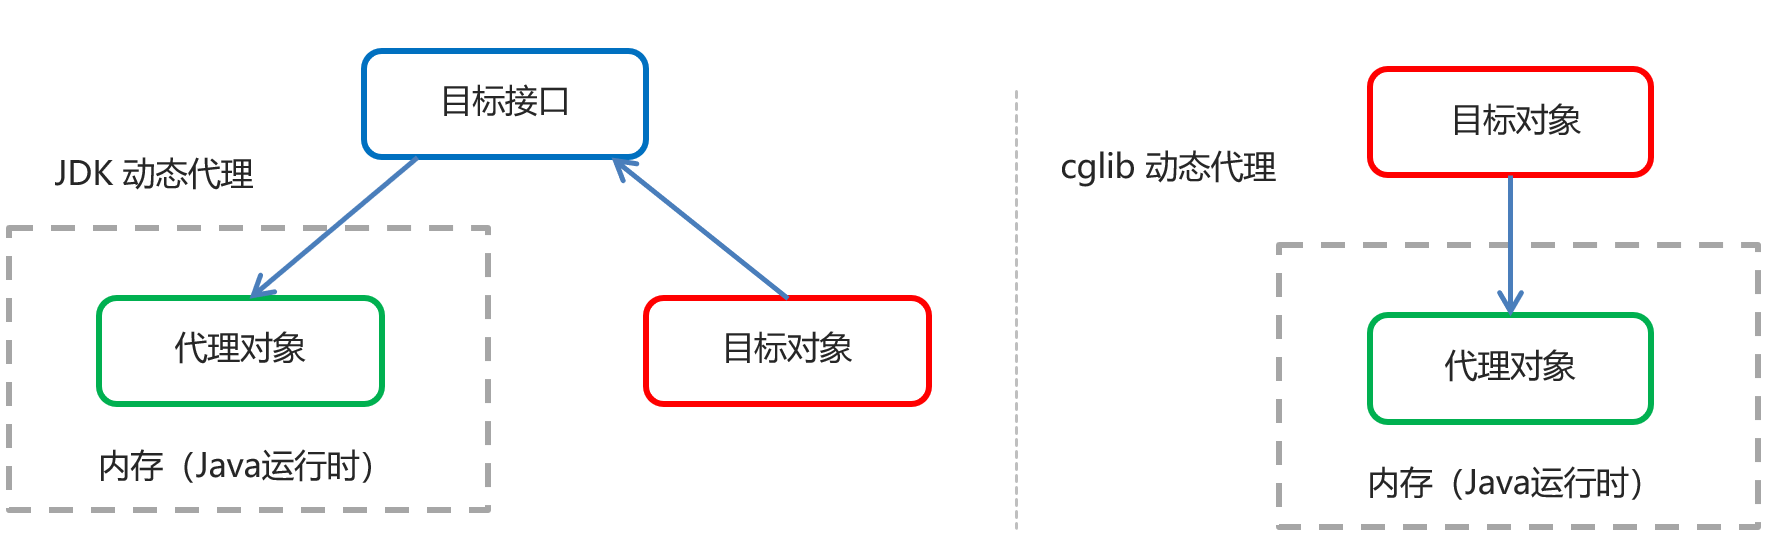 目标接口
JDK 动态代理
代理对象
目标对象
内存（Java运行时）
目标对象
cglib 动态代理
代理对象
内存（Java运行时）